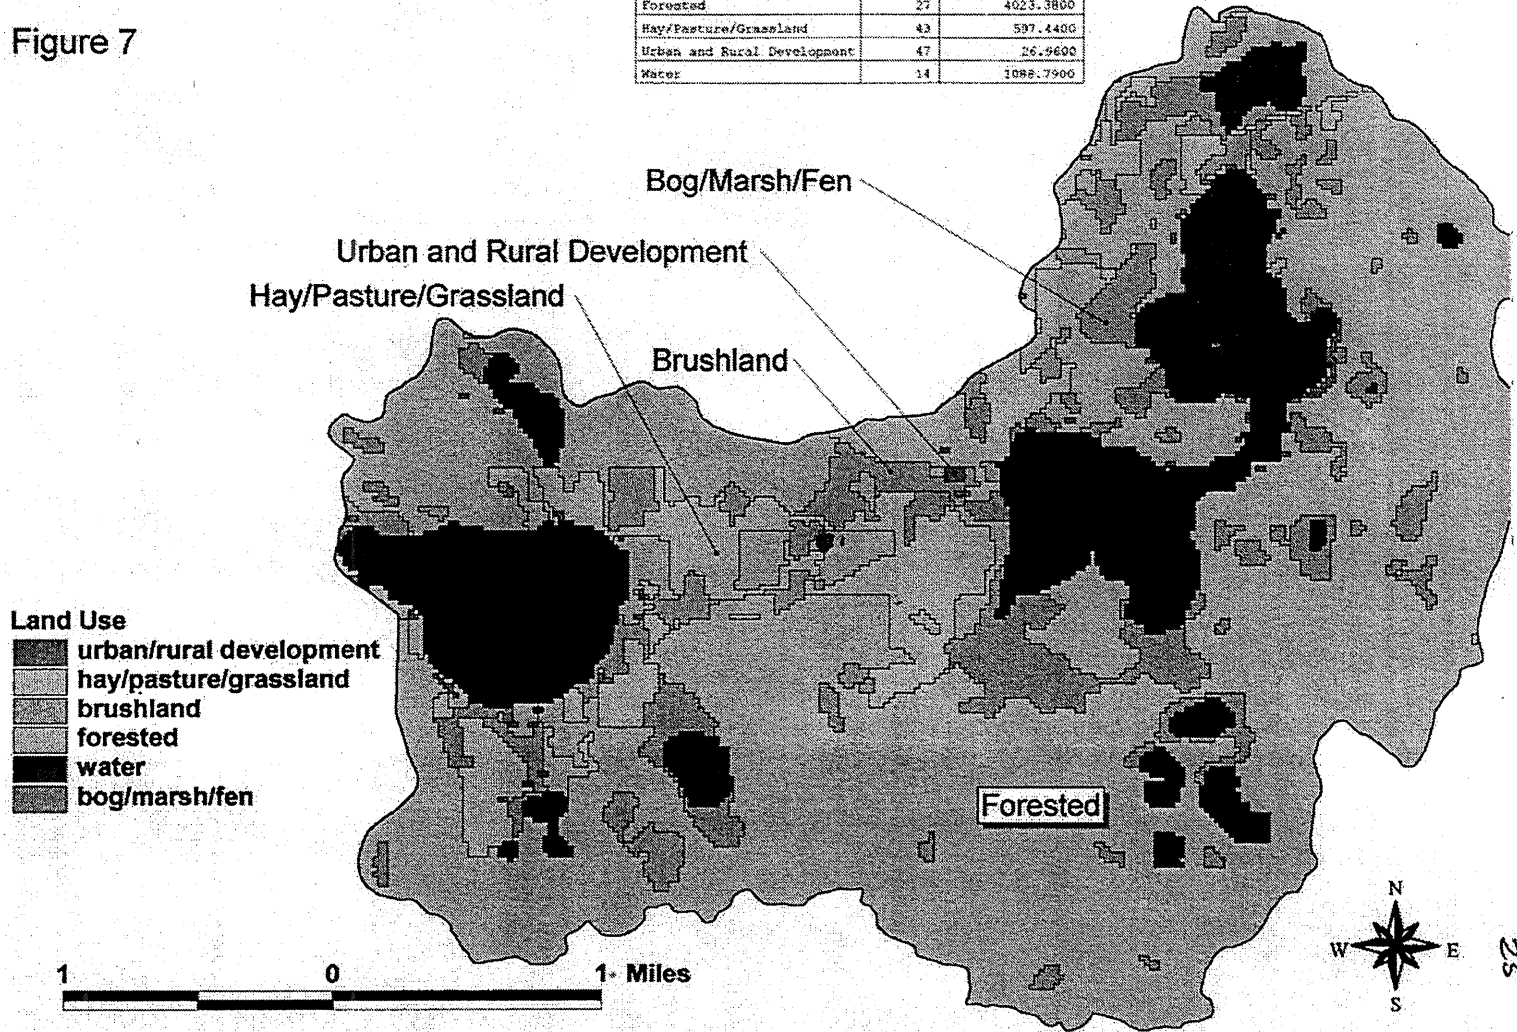 Forested 27 4023.3800
Figure 7
Hay/Pasture/Grassland 43 597.4400
Urban and Rural Development 47 26.9600
Water 14 1088.7900
Bog/Marsh/Fen
Urban and Rural Development
Hay/Pasture/Grassland
Brushland
Land Use
urban/rural development
hay/pasture/grassland
brushland
forested
water
bog/marsh/fen
Forested
N
W E
S
25
1 0 1 Miles